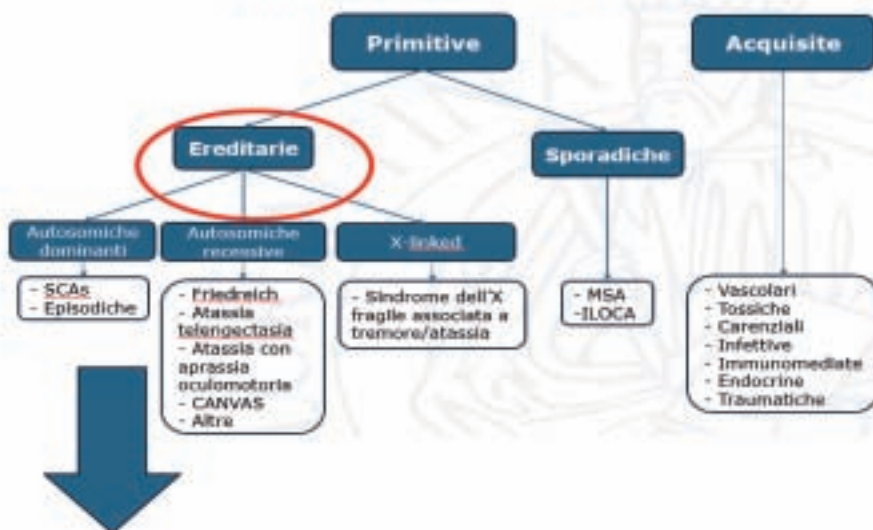 Primitive
Acquisite
Ereditarie
Sporadiche
Autosomiche
dominanti
Autosomiche
recessive
X-linked
- SCAs
- Episodiche
- Friedreich
- Atassia
telengectasia
- Atassia con
aprassia
oculomotoria
- CANVAS
- Altre
- Sindrome dell'X
fragile associata a
tremore/atassia
- MSA
-ILOCA
- Vascolari
- Tossiche
- Carenziali
- Infettive
- Immunomediate
- Endocrine
- Traumatiche